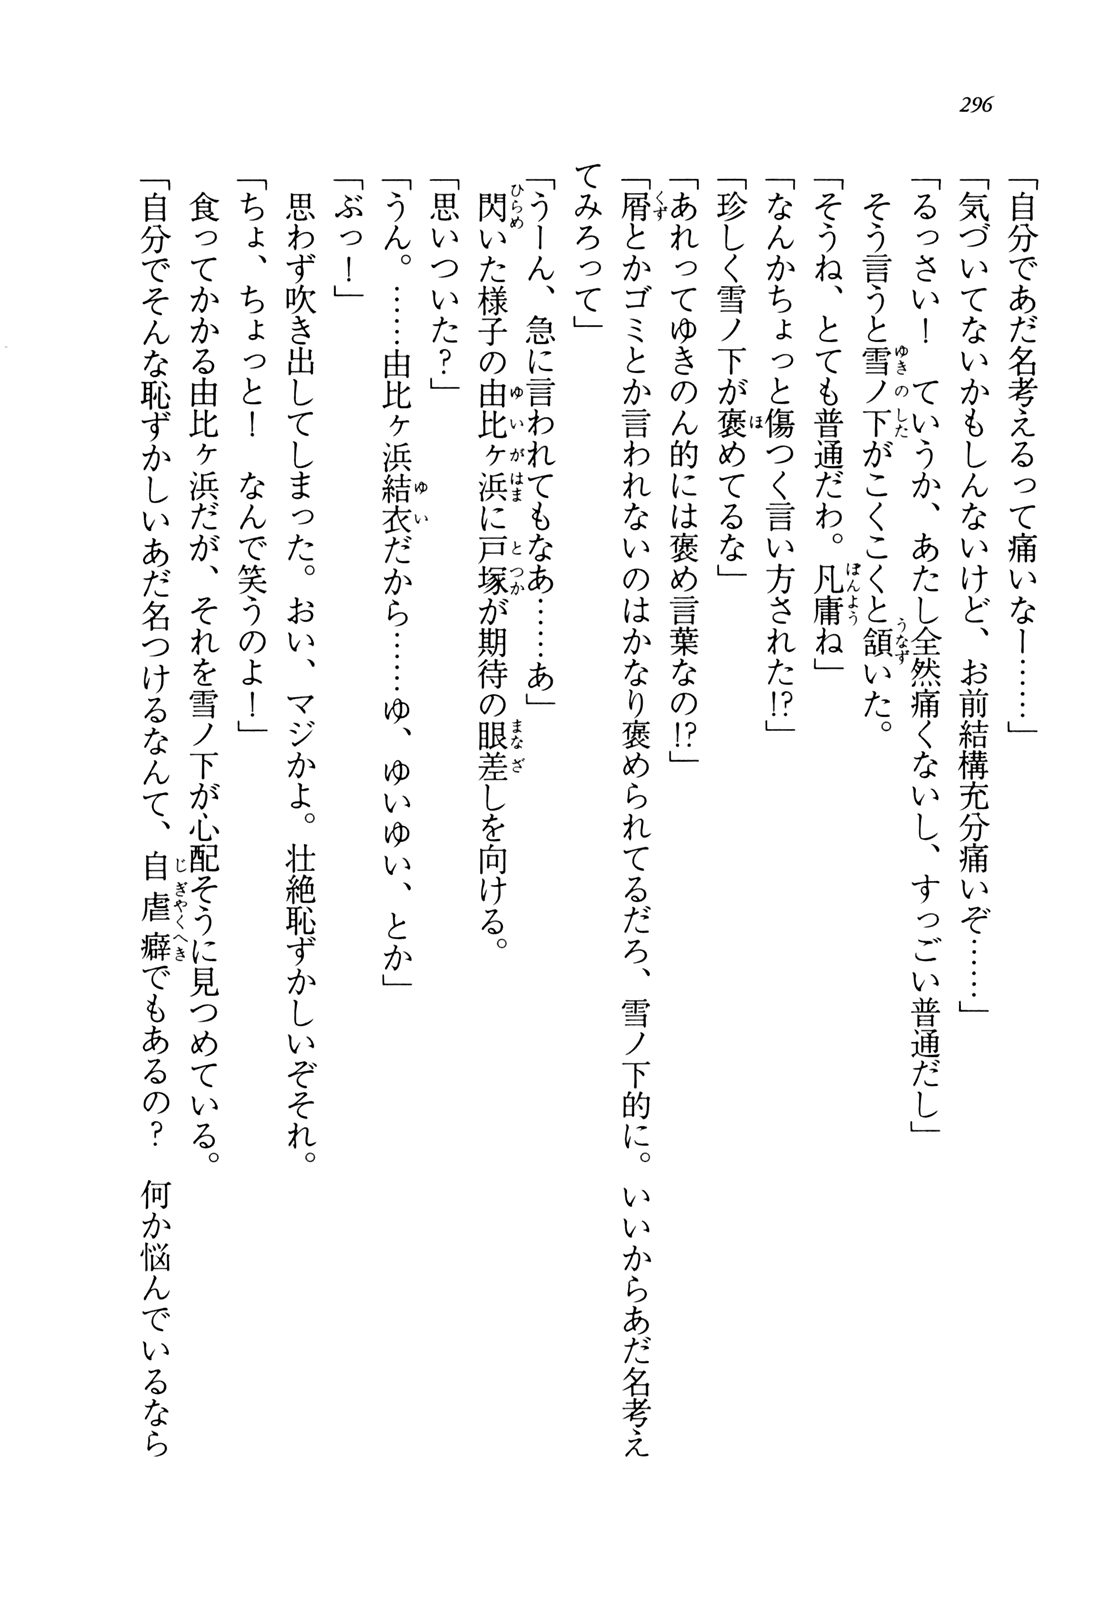 296
「自分であだ名考えるって痛いなー……」
「気づいてないかもしんないけど、お前結構充分痛いぞ……」
「るっさい！　ていうか、あたし全然痛くないし、すっごい普通だし」
　そう言うと雪ノ下がこくこくと頷いた。
「そうね、とても普通だわ。凡庸ね」
「なんかちょっと傷つく言い方された!?」
「珍しく雪ノ下が褒めてるな」
「あれってゆきのん的には褒め言葉なの!?」
「屑とかゴミとか言われないのはかなり褒められてるだろ、雪ノ下的に。いいからあだ名考え
てみろって」
「うーん、急に言われてもなあ……あ」
　閃いた様子の由比ヶ浜に戸塚が期待の眼差しを向ける。
「思いついた？」
「うん。……由比ヶ浜結衣だから……ゆ、ゆいゆい、とか」
「ぶっ！」
　思わず吹き出してしまった。おい、マジかよ。壮絶恥ずかしいぞそれ。
「ちょ、ちょっと！　なんで笑うのよ！」
　食ってかかる由比ヶ浜だが、それを雪ノ下が心配そうに見つめている。
「自分でそんな恥ずかしいあだ名つけるなんて、自虐癖でもあるの？　何か悩んでいるなら